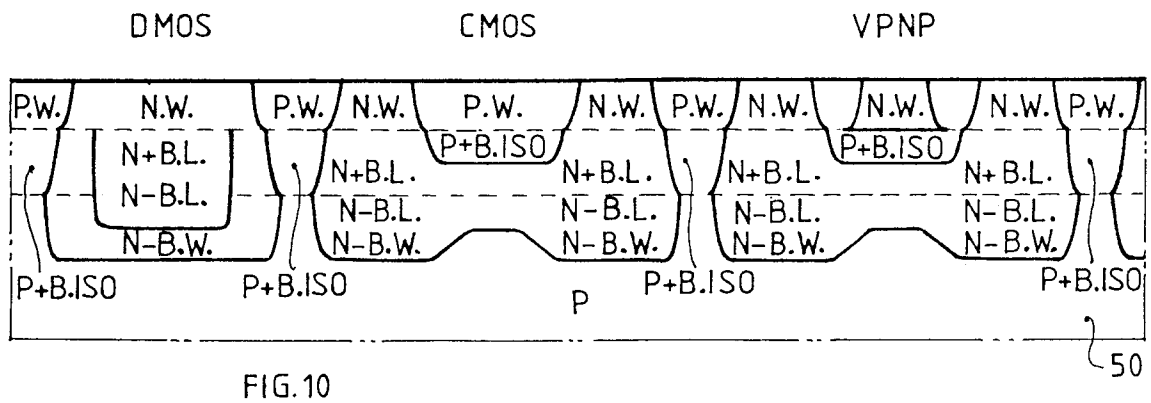 DMOS CMOS VPNP
P.W. N.W. P.W. N.W. P.W. N.W. P.W. N.W. N.W. N.W. P.W.
P+B.ISO P+B.ISO
N+B.L. N+B.L. N+B.L. N+B.L. N+B.L.
N-B.L. N-B.L. N-B.L. N-B.L. N-B.L.
N-B.W. N-B.W. N-B.W. N-B.W. N-B.W.
P+B.ISO P+B.ISO P+B.ISO P+B.ISO
P
50
FIG.10